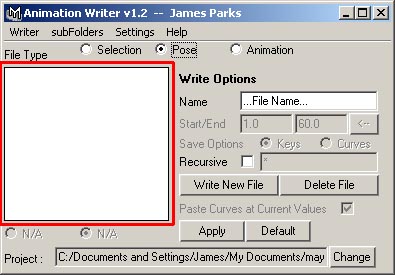 Animation Writer v1.2 -- James Parks
Writer subFolders Settings Help
File Type Selection Pose Animation
Write Options
Name ...File Name...
Start/End 1.0 60.0 <--
Save Options Keys Curves
Recursive *
Write New File Delete File
Paste Curves at Current Values
N/A N/A Apply Default
Project : C:/Documents and Settings/James/My Documents/may Change